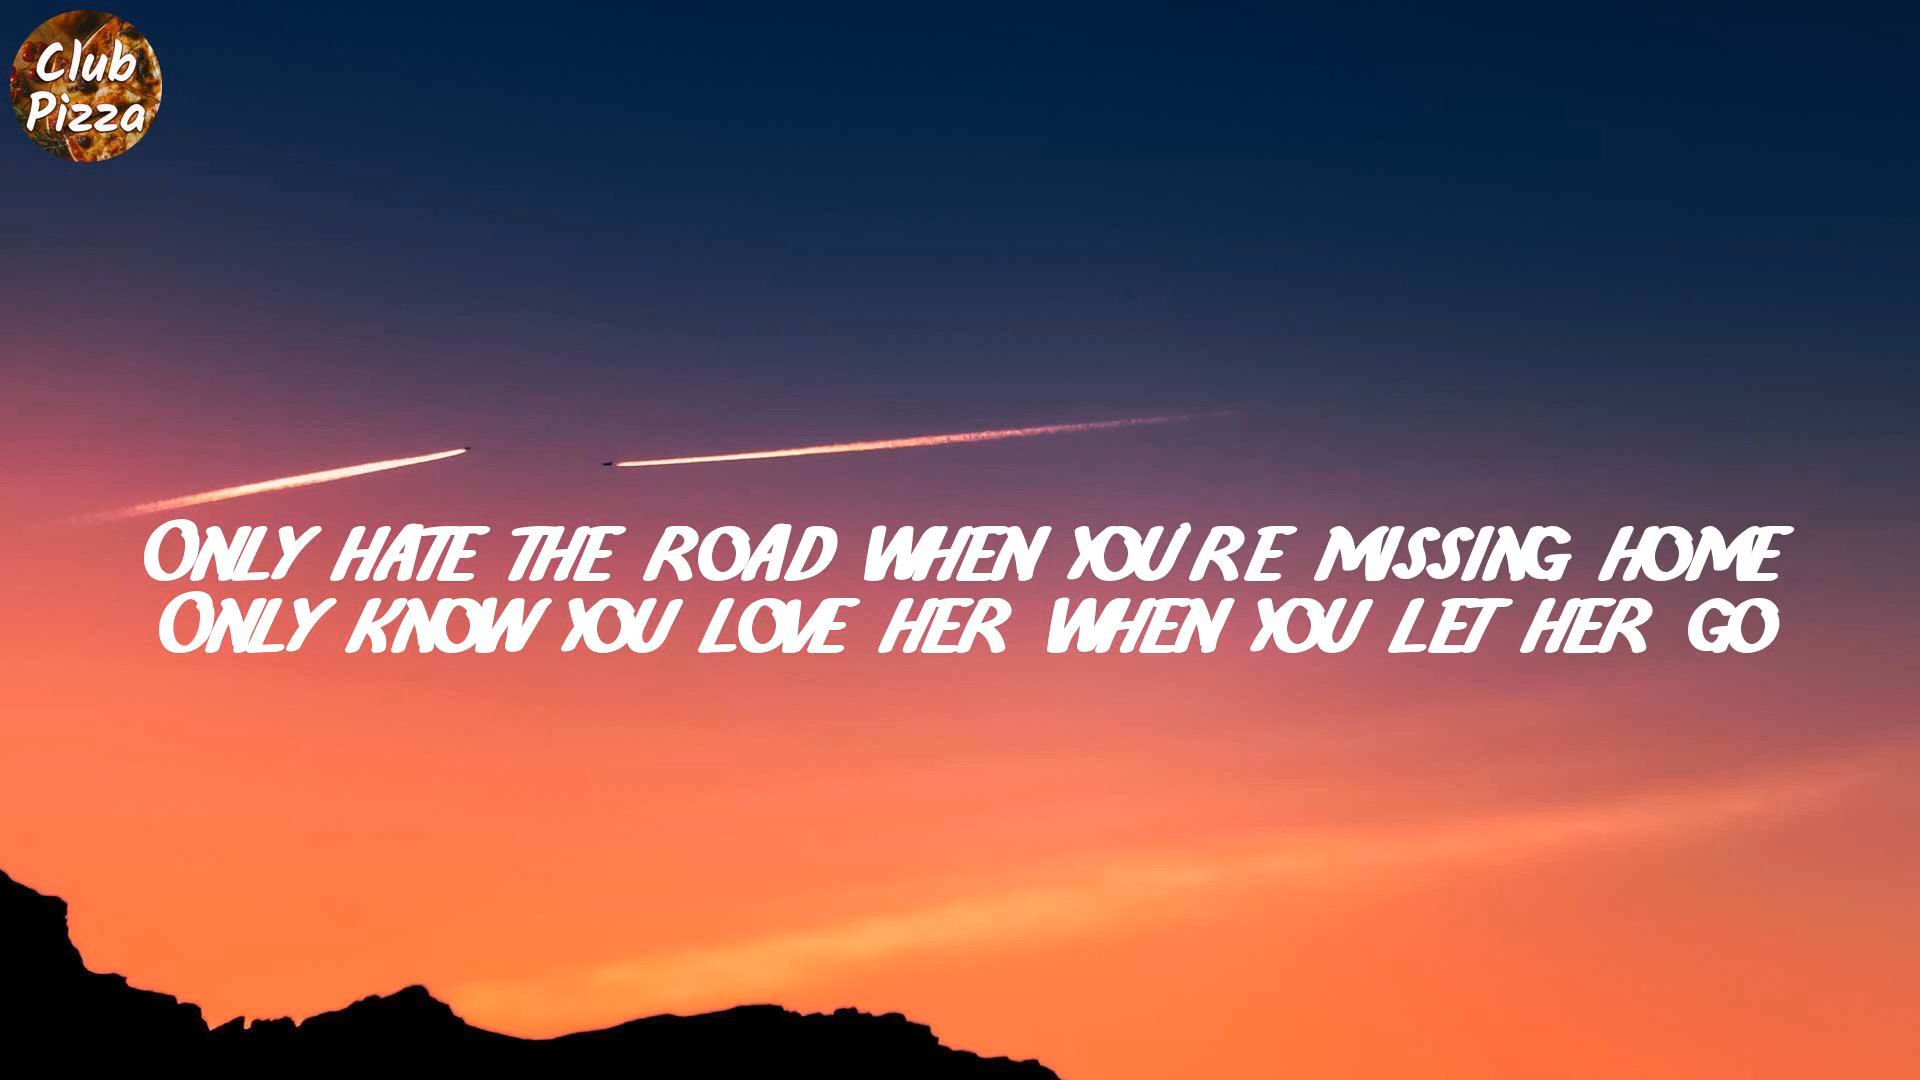 Club
Pizza
ONLY HATE THE ROAD WHEN YOU'RE MISSING HOME
ONLY KNOW YOU LOVE HER WHEN YOU LET HER GO